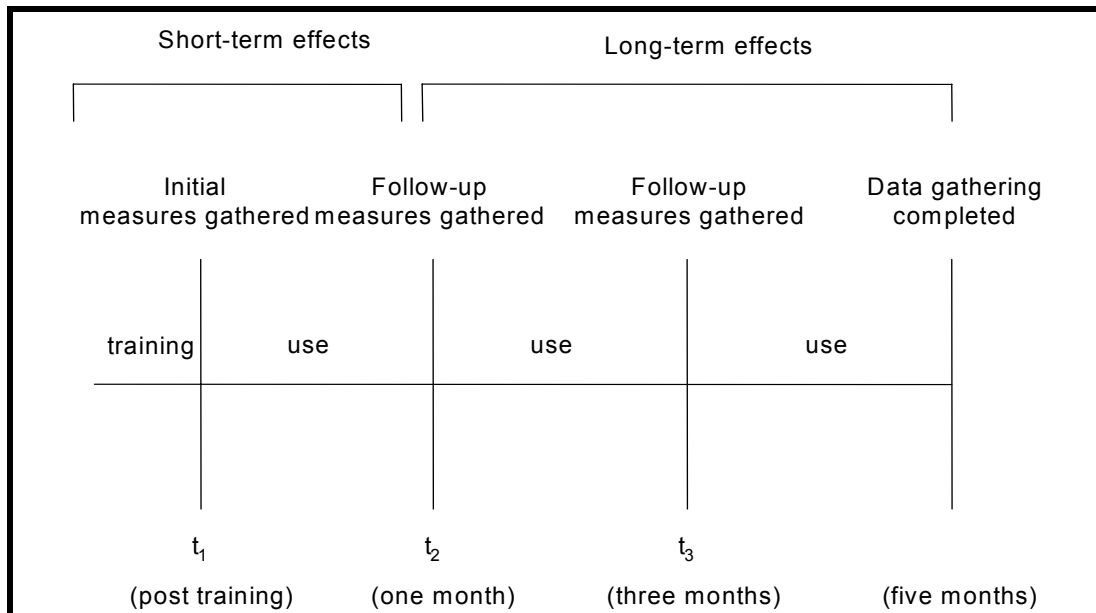 Short-term effects
Long-term effects
Initial
measures gathered
Follow-up
measures gathered
Follow-up
measures gathered
Data gathering
completed
training
use
use
use
t₁
t₂
t₃
(post training)
(one month)
(three months)
(five months)